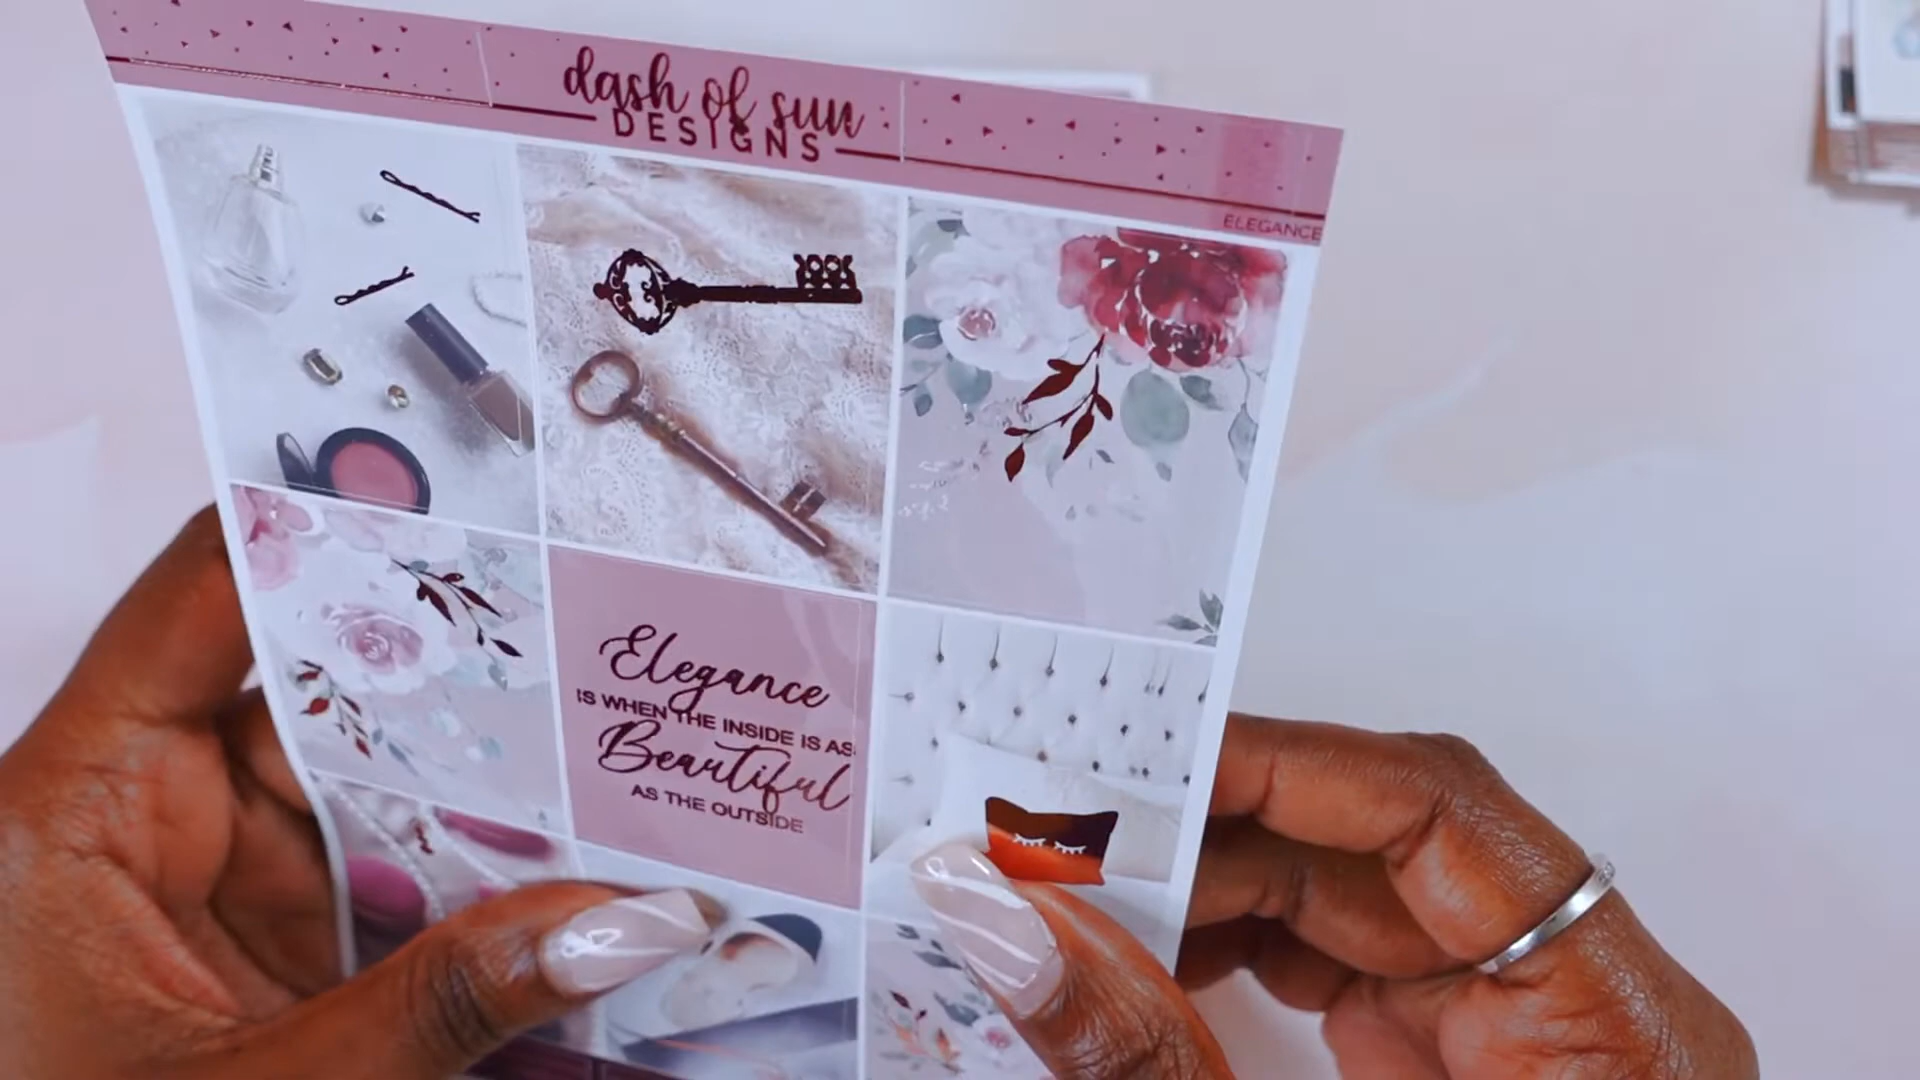 dash of sun
DESIGNS
ELEGANCE
Elegance
IS WHEN THE INSIDE IS AS
Beautiful
AS THE OUTSIDE